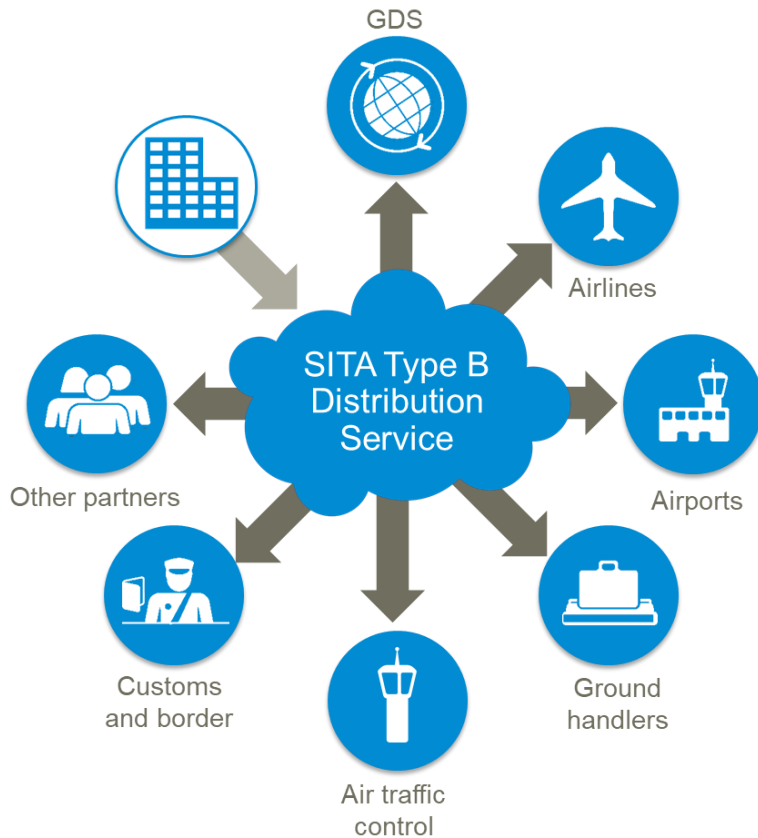 GDS
Airlines
SITA Type B
Distribution
Service
Airports
Other partners
Customs
and border
Ground
handlers
Air traffic
control